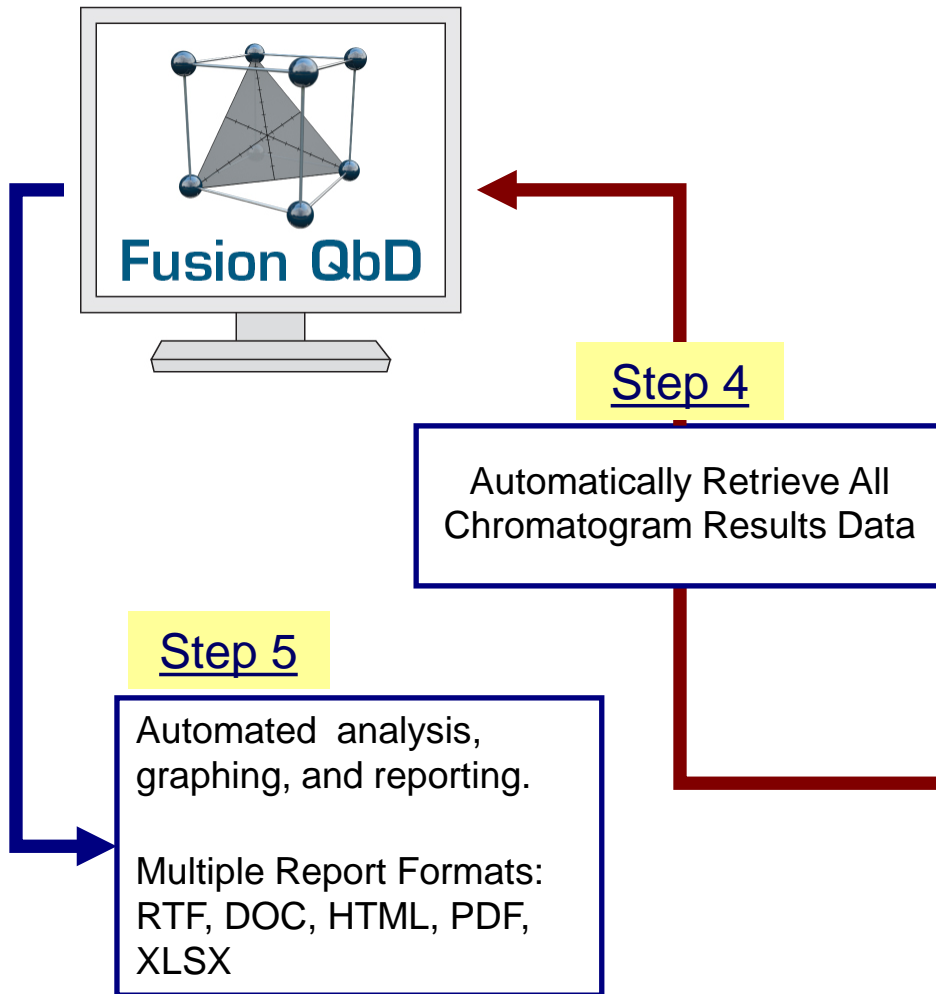 Fusion QbD
Step 4
Automatically Retrieve All
Chromatogram Results Data
Step 5
Automated analysis,
graphing, and reporting.
Multiple Report Formats:
RTF, DOC, HTML, PDF,
XLSX